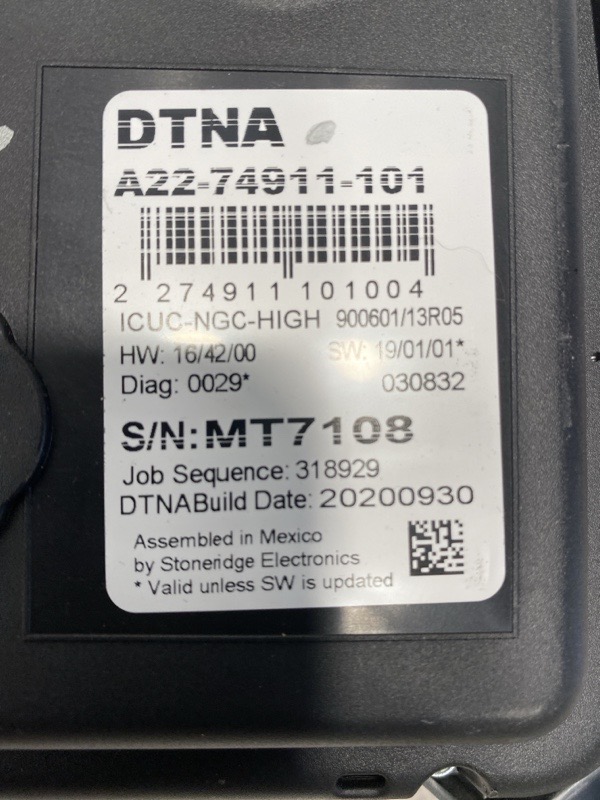 DTNA
A22-74911-101
2 274911 101004
ICUC-NGC-HIGH 900601/13R05
HW: 16/42/00 SW: 19/01/01*
Diag: 0029* 030832
S/N:MT7108
Job Sequence: 318929
DTNABuild Date: 20200930
Assembled in Mexico
by Stoneridge Electronics
* Valid unless SW is updated